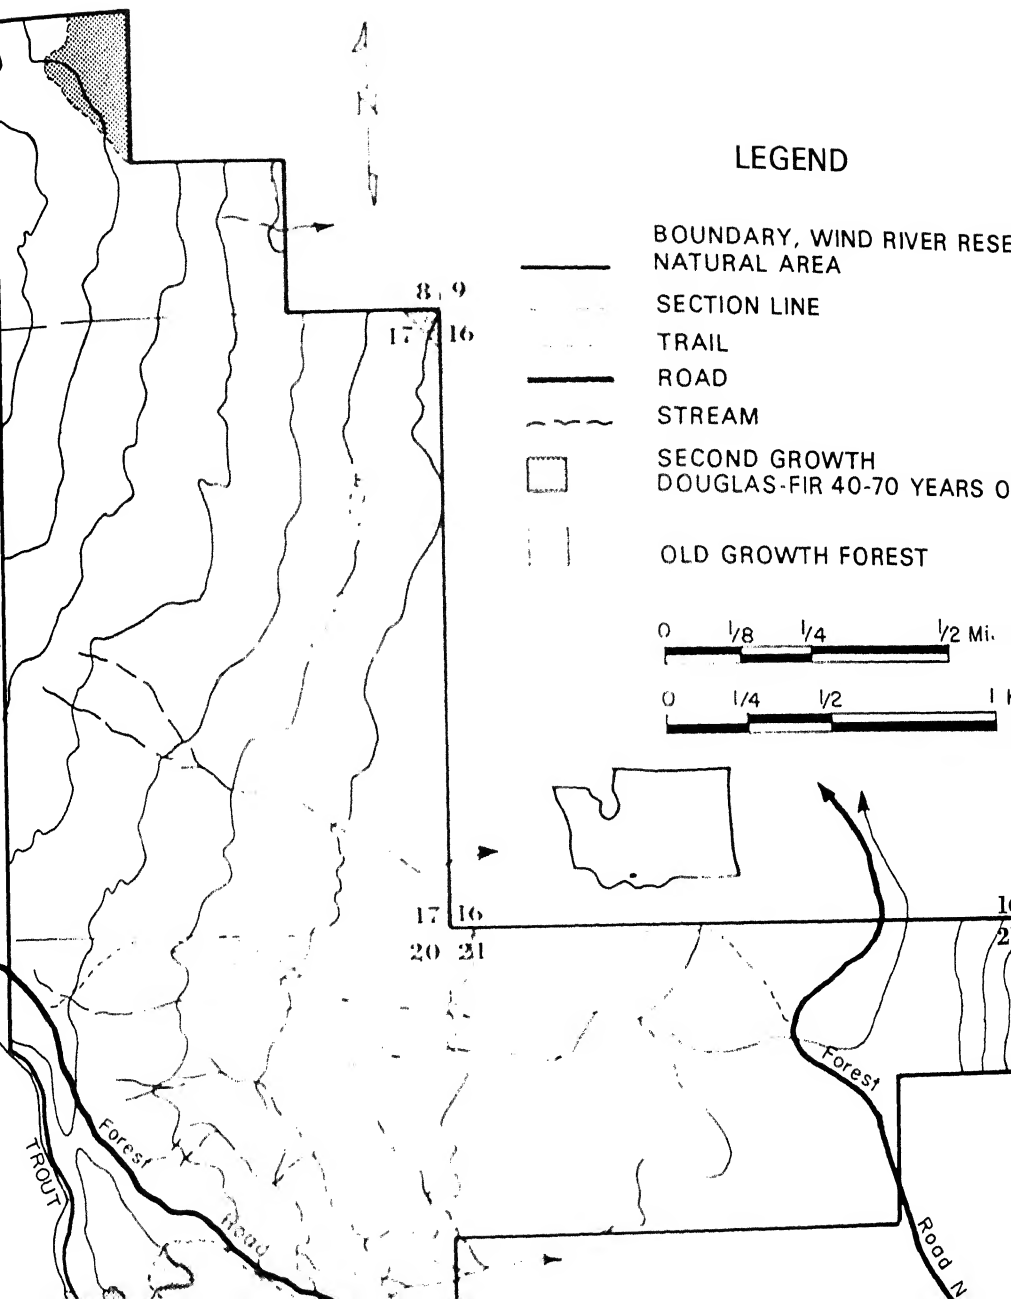 N
LEGEND
BOUNDARY, WIND RIVER RESE
NATURAL AREA
SECTION LINE
TRAIL
ROAD
STREAM
SECOND GROWTH
DOUGLAS-FIR 40-70 YEARS O
OLD GROWTH FOREST
0 1/8 1/4 1/2 Mi.
0 1/4 1/2 1
8 9
17 16
17 16
20 21
16
2
Forest
Road N
Forest
Road
TROUT